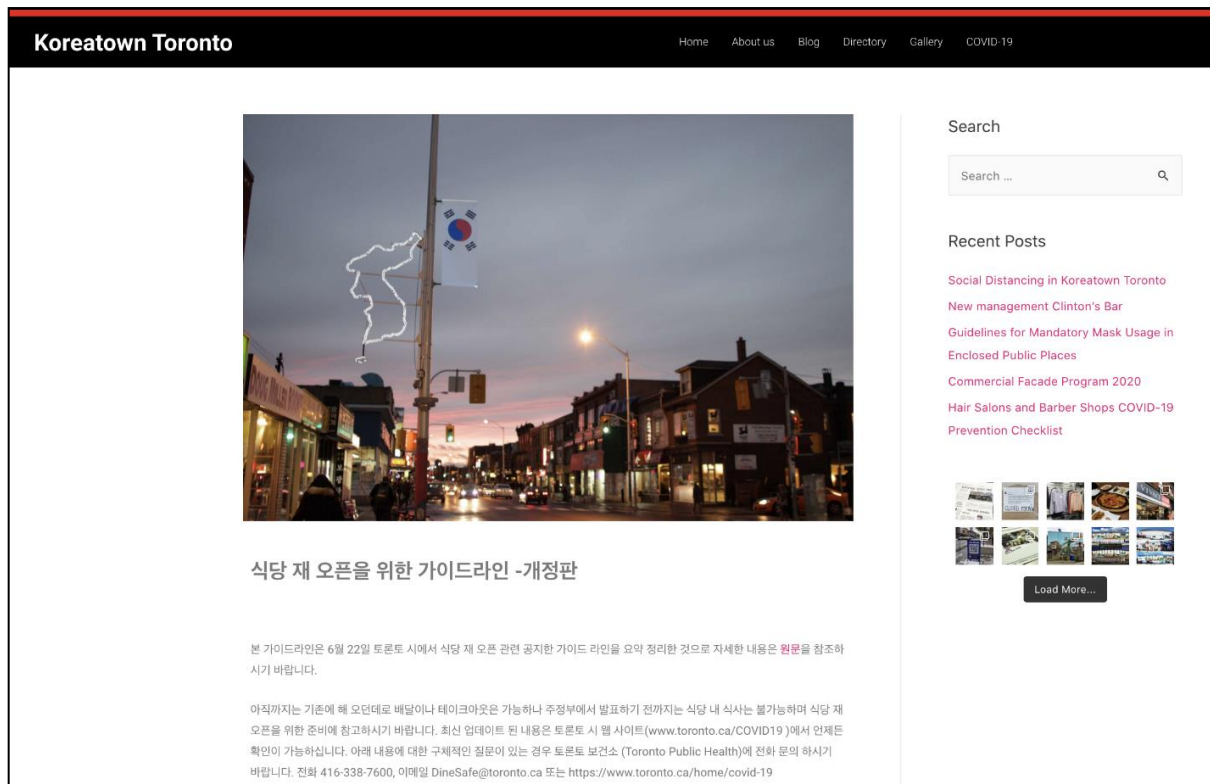 Koreatown Toronto
Home About us Blog Directory Gallery COVID-19
식당 재 오픈을 위한 가이드라인 -개정판
본 가이드라인은 6월 22일 토론토 시에서 식당 재 오픈 관련 공지한 가이드 라인을 요약 정리한 것으로 자세한 내용은 원문을 참조하
시기 바랍니다.
아직까지는 기존에 해 오던데로 배달이나 테이크아웃은 가능하나 주정부에서 발표하기 전까지는 식당 내 식사는 불가능하며 식당 재
오픈을 위한 준비에 참고하시기 바랍니다. 최신 업데이트 된 내용은 토론토 시 웹 사이트(www.toronto.ca/COVID19 )에서 언제든
확인이 가능하십니다. 아래 내용에 대한 구체적인 질문이 있는 경우 토론토 보건소 (Toronto Public Health)에 전화 문의 하시기
바랍니다. 전화 416-338-7600, 이메일 DineSafe@toronto.ca 또는 https://www.toronto.ca/home/covid-19
Search
Search ...
Recent Posts
Social Distancing in Koreatown Toronto
New management Clinton's Bar
Guidelines for Mandatory Mask Usage in
Enclosed Public Places
Commercial Facade Program 2020
Hair Salons and Barber Shops COVID-19
Prevention Checklist
Load More...